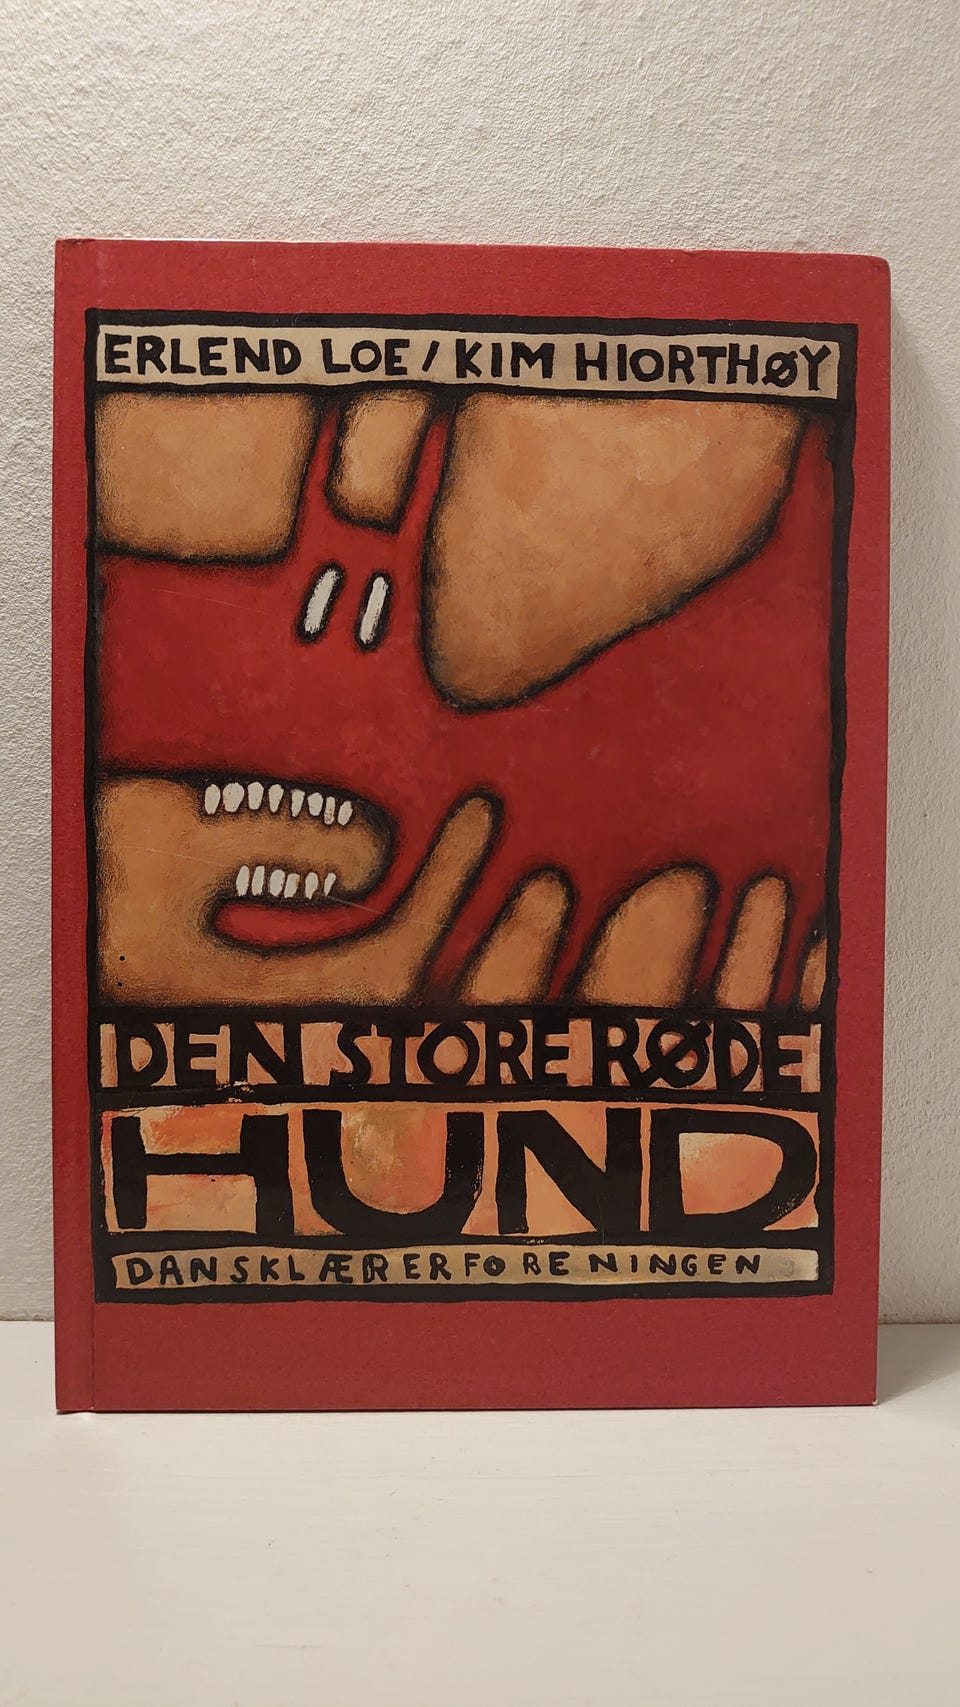 ERLEND LOE / KIM HIORTHØY
DEN STORE RØDE
HUND
DANSKLÆRERFORENINGEN